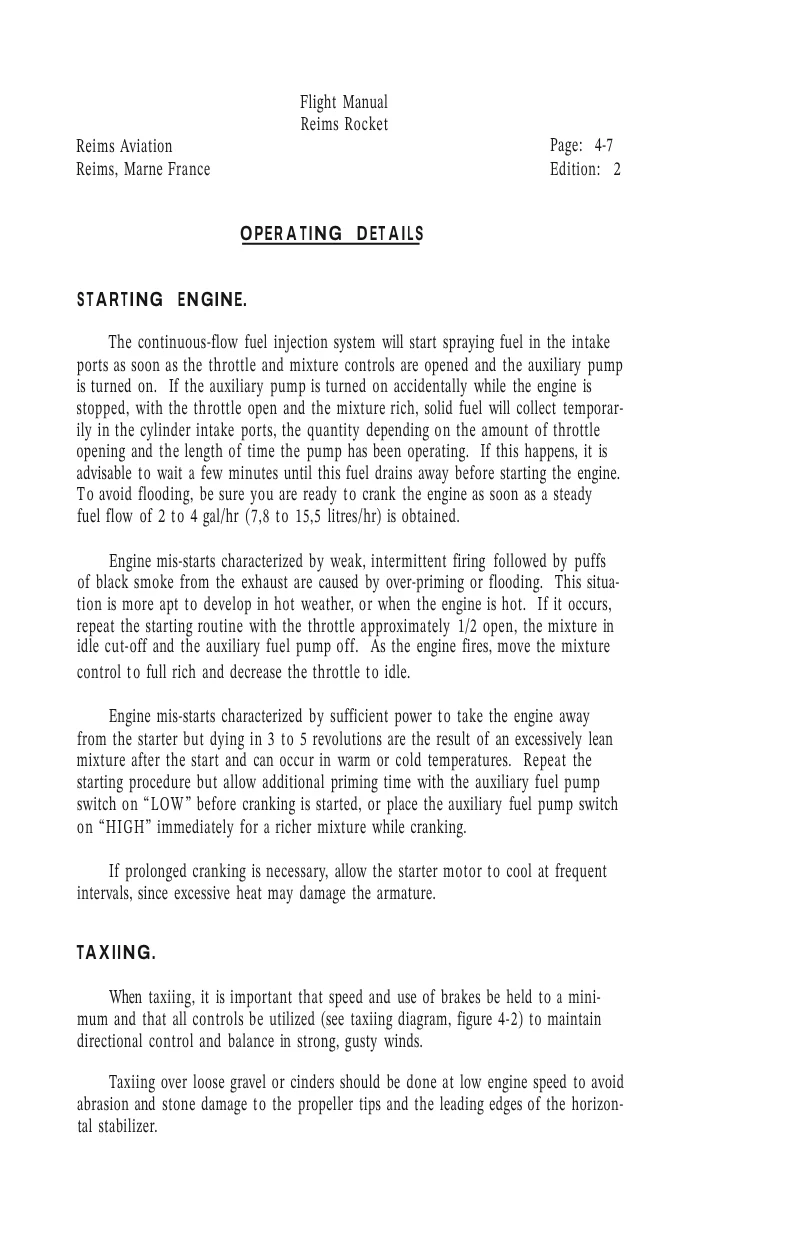 Flight Manual
Reims Rocket
Reims Aviation Page: 4-7
Reims, Marne France Edition: 2
OPERATING DETAILS
STARTING ENGINE.
The continuous-flow fuel injection system will start spraying fuel in the intake
ports as soon as the throttle and mixture controls are opened and the auxiliary pump
is turned on. If the auxiliary pump is turned on accidentally while the engine is
stopped, with the throttle open and the mixture rich, solid fuel will collect temporar-
ily in the cylinder intake ports, the quantity depending on the amount of throttle
opening and the length of time the pump has been operating. If this happens, it is
advisable to wait a few minutes until this fuel drains away before starting the engine.
To avoid flooding, be sure you are ready to crank the engine as soon as a steady
fuel flow of 2 to 4 gal/hr (7,8 to 15,5 litres/hr) is obtained.
Engine mis-starts characterized by weak, intermittent firing followed by puffs
of black smoke from the exhaust are caused by over-priming or flooding. This situa-
tion is more apt to develop in hot weather, or when the engine is hot. If it occurs,
repeat the starting routine with the throttle approximately 1/2 open, the mixture in
idle cut-off and the auxiliary fuel pump off. As the engine fires, move the mixture
control to full rich and decrease the throttle to idle.
Engine mis-starts characterized by sufficient power to take the engine away
from the starter but dying in 3 to 5 revolutions are the result of an excessively lean
mixture after the start and can occur in warm or cold temperatures. Repeat the
starting procedure but allow additional priming time with the auxiliary fuel pump
switch on “LOW” before cranking is started, or place the auxiliary fuel pump switch
on “HIGH” immediately for a richer mixture while cranking.
If prolonged cranking is necessary, allow the starter motor to cool at frequent
intervals, since excessive heat may damage the armature.
TAXIING.
When taxiing, it is important that speed and use of brakes be held to a mini-
mum and that all controls be utilized (see taxiing diagram, figure 4-2) to maintain
directional control and balance in strong, gusty winds.
Taxiing over loose gravel or cinders should be done at low engine speed to avoid
abrasion and stone damage to the propeller tips and the leading edges of the horizon-
tal stabilizer.